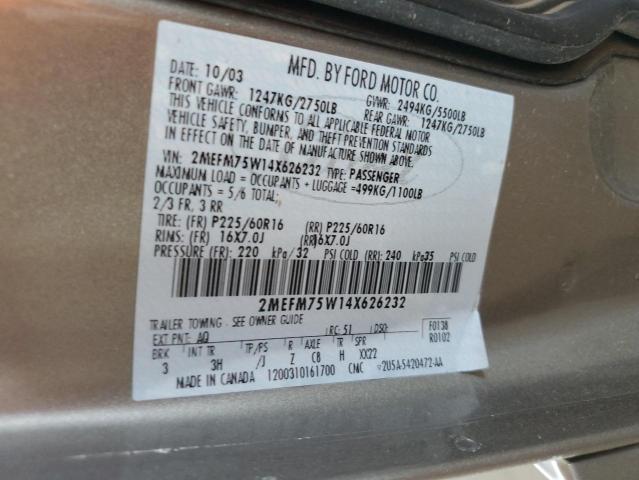 MFD. BY FORD MOTOR CO.
DATE: 10/03
FRONT GAWR: 1247KG/2750LB
GVWR: 2494KG/5500LB
REAR GAWR: 1247KG/2750LB
THIS VEHICLE CONFORMS TO ALL APPLICABLE FEDERAL MOTOR
VEHICLE SAFETY, BUMPER, AND THEFT PREVENTION STANDARDS
IN EFFECT ON THE DATE OF MANUFACTURE SHOWN ABOVE.
VIN: 2MEFM75W14X626232 TYPE: PASSENGER
MAXIMUM LOAD = OCCUPANTS + LUGGAGE =499KG/1100LB
OCCUPANTS = 5/6 TOTAL
2/3 FR, 3 RR
TIRE: (FR) P225/60R16 (RR) P225/60R16
RIMS: (FR) 16X7.0J (RR) 16X7.0J
PRESSURE (FR): 220 kPa/32 PSI COLD (RR): 240 kPa35 PSI COLD
2MEFM75W14X626232
TRAILER TOWING - SEE OWNER GUIDE
EXT PNT: AQ RC: 51 DSO: F0138
BRK INT TR TP/PS R AXLE TR SPR R0102
3 3H /J Z C8 H XX22
MADE IN CANADA 1200310161700 CMC 2U5A5420472-AA